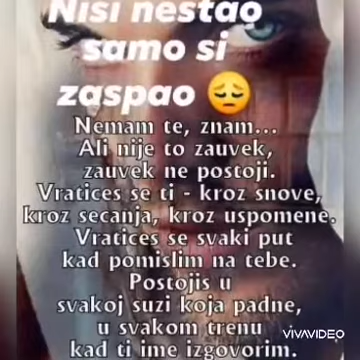 Nisi nestao
samo si
zaspao 😔
Nemam te, znam...
Ali nije to zauvek,
zauvek ne postoji.
Vratices se ti - kroz snove,
kroz secanja, kroz uspomene.
Vratices se svaki put
kad pomislim na tebe.
Postojis u
svakoj suzi koja padne,
u svakom trenu
kad ti ime izgovorim.
VIVAVIDEO